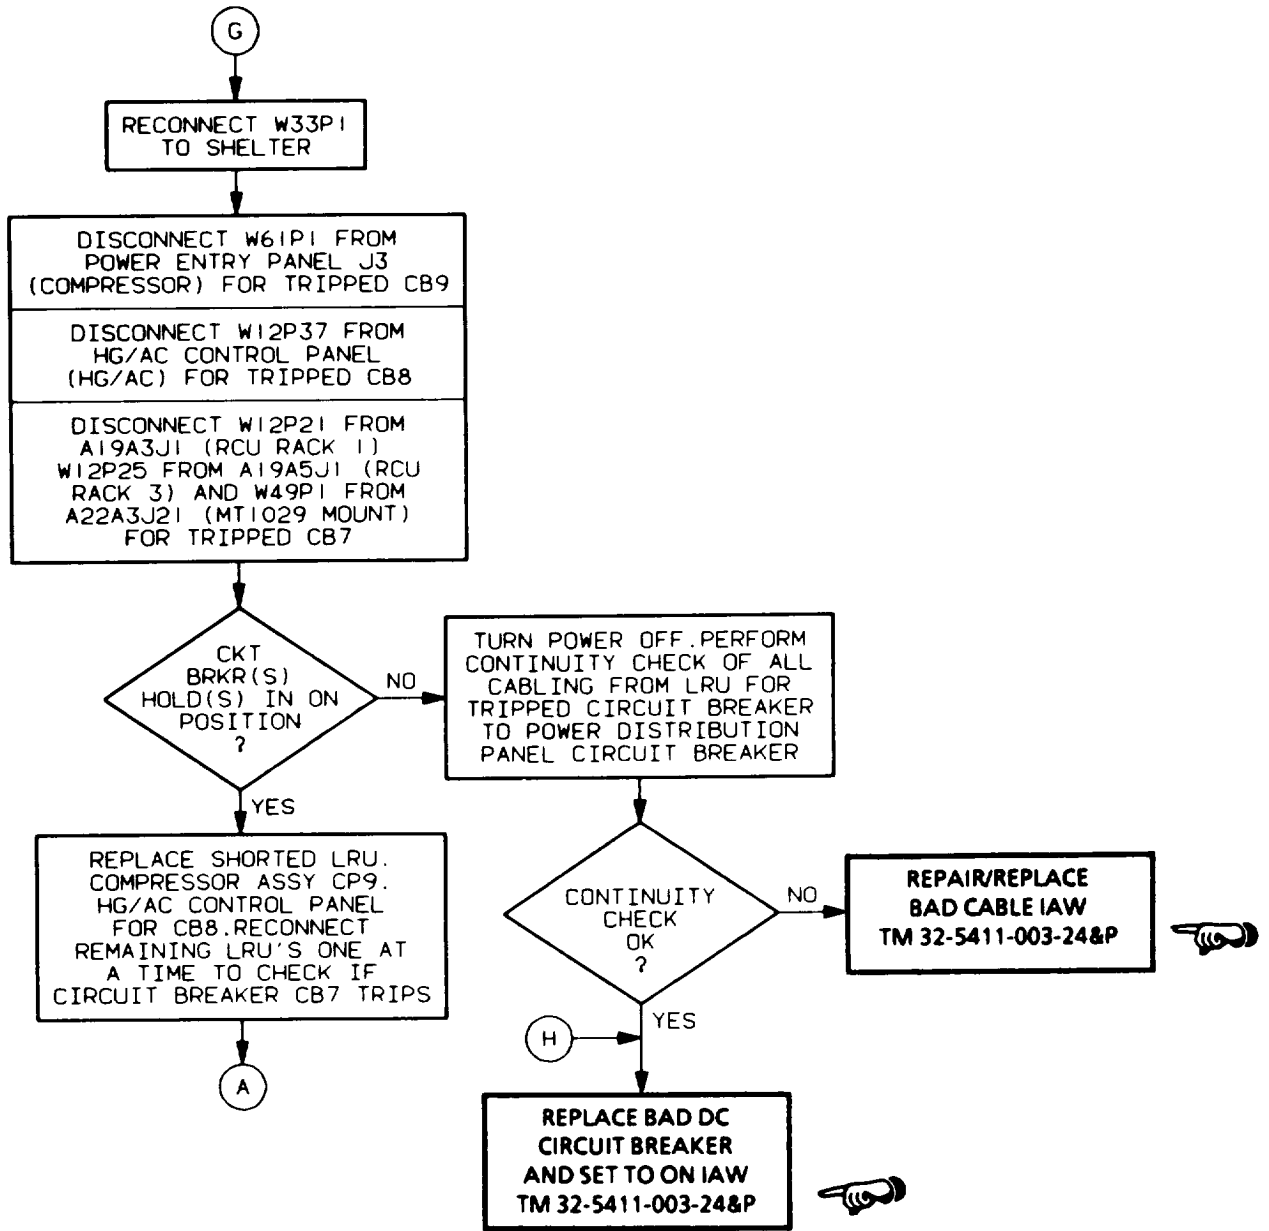 G
RECONNECT W33P1
TO SHELTER
DISCONNECT W61P1 FROM
POWER ENTRY PANEL J3
(COMPRESSOR) FOR TRIPPED CB9
DISCONNECT W12P37 FROM
HG/AC CONTROL PANEL
(HG/AC) FOR TRIPPED CB8
DISCONNECT W12P21 FROM
A19A3J1 (RCU RACK 1)
W12P25 FROM A19A5J1 (RCU
RACK 3) AND W49P1 FROM
A22A3J21 (MT1029 MOUNT)
FOR TRIPPED CB7
CKT
BRKR(S)
HOLD(S) IN ON
POSITION
?
NO
TURN POWER OFF.PERFORM
CONTINUITY CHECK OF ALL
CABLING FROM LRU FOR
TRIPPED CIRCUIT BREAKER
TO POWER DISTRIBUTION
PANEL CIRCUIT BREAKER
YES
REPLACE SHORTED LRU.
COMPRESSOR ASSY CP9.
HG/AC CONTROL PANEL
FOR CB8.RECONNECT
REMAINING LRU'S ONE AT
A TIME TO CHECK IF
CIRCUIT BREAKER CB7 TRIPS
A
CONTINUITY
CHECK
OK
?
NO
REPAIR/REPLACE
BAD CABLE IAW
TM 32-5411-003-24&P
YES
H
REPLACE BAD DC
CIRCUIT BREAKER
AND SET TO ON IAW
TM 32-5411-003-24&P